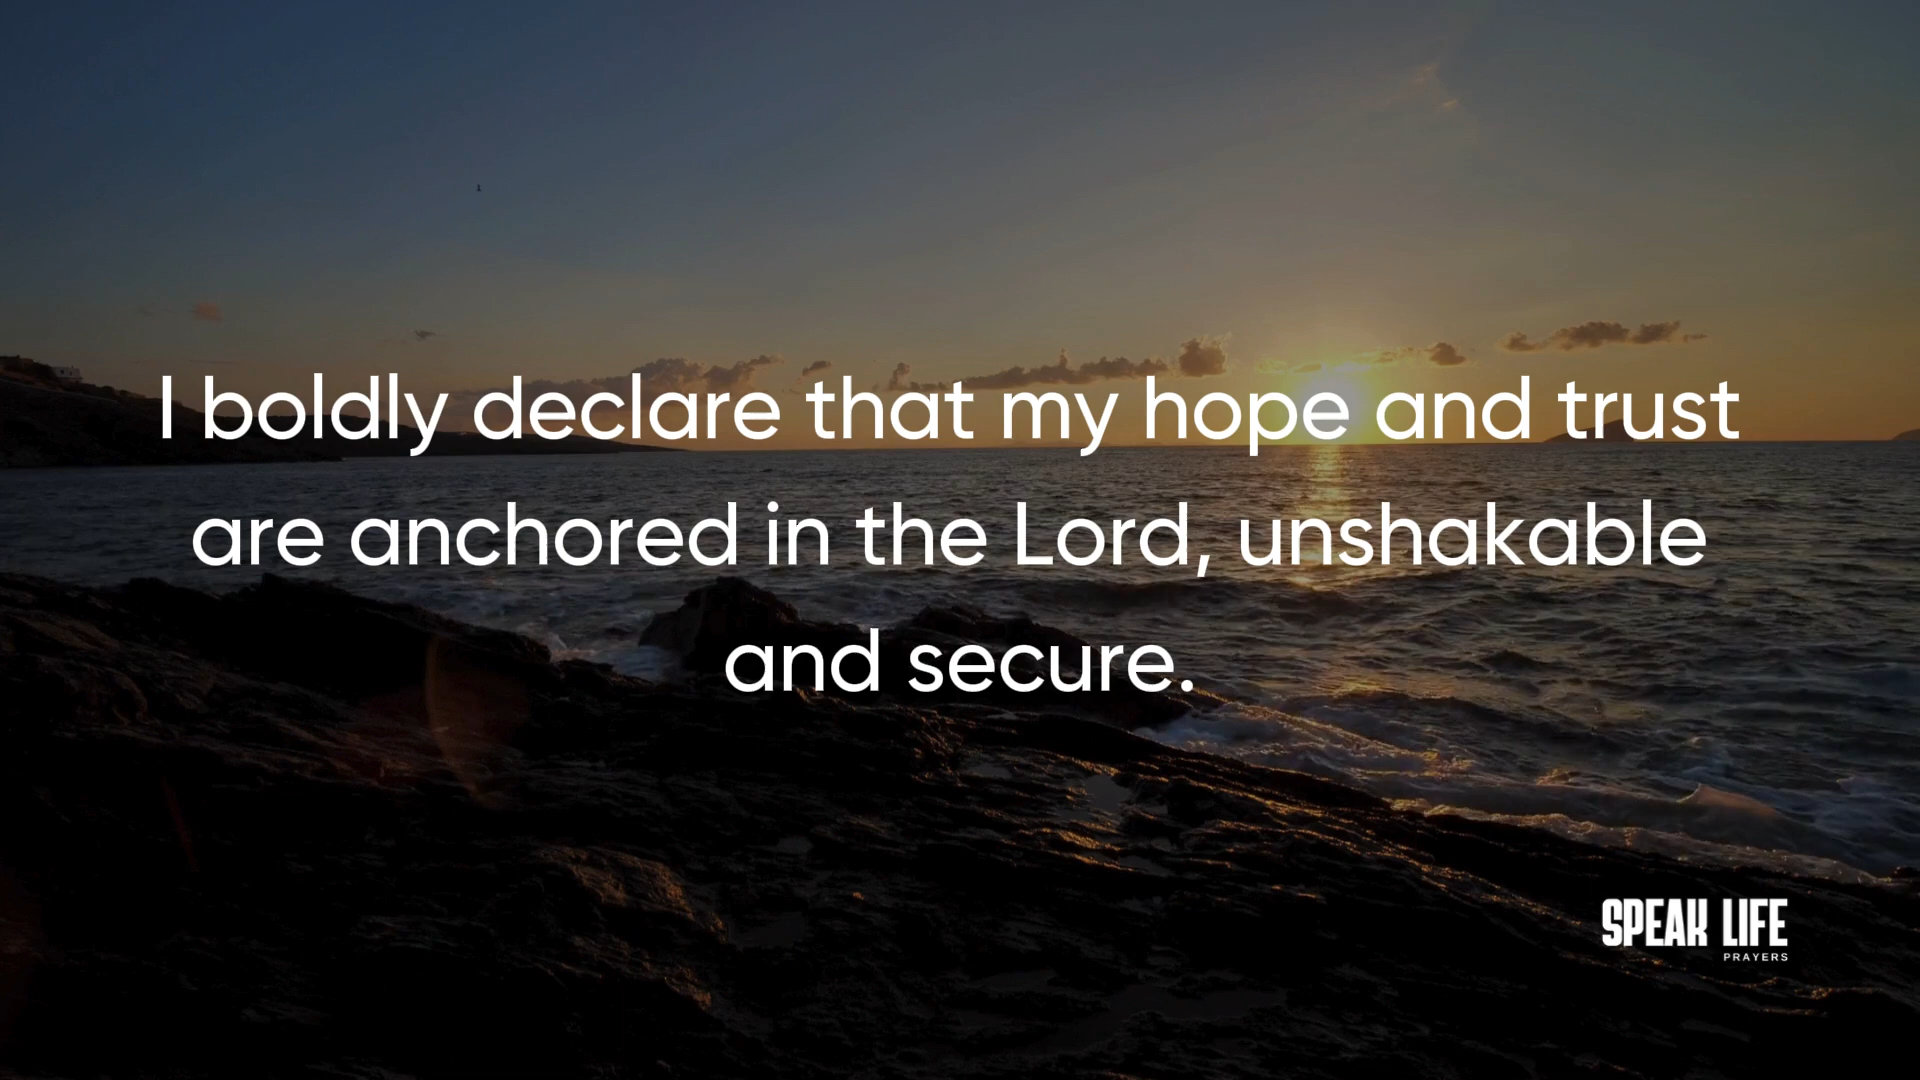 I boldly declare that my hope and trust
are anchored in the Lord, unshakable
and secure.
SPEAK LIFE
PRAYERS